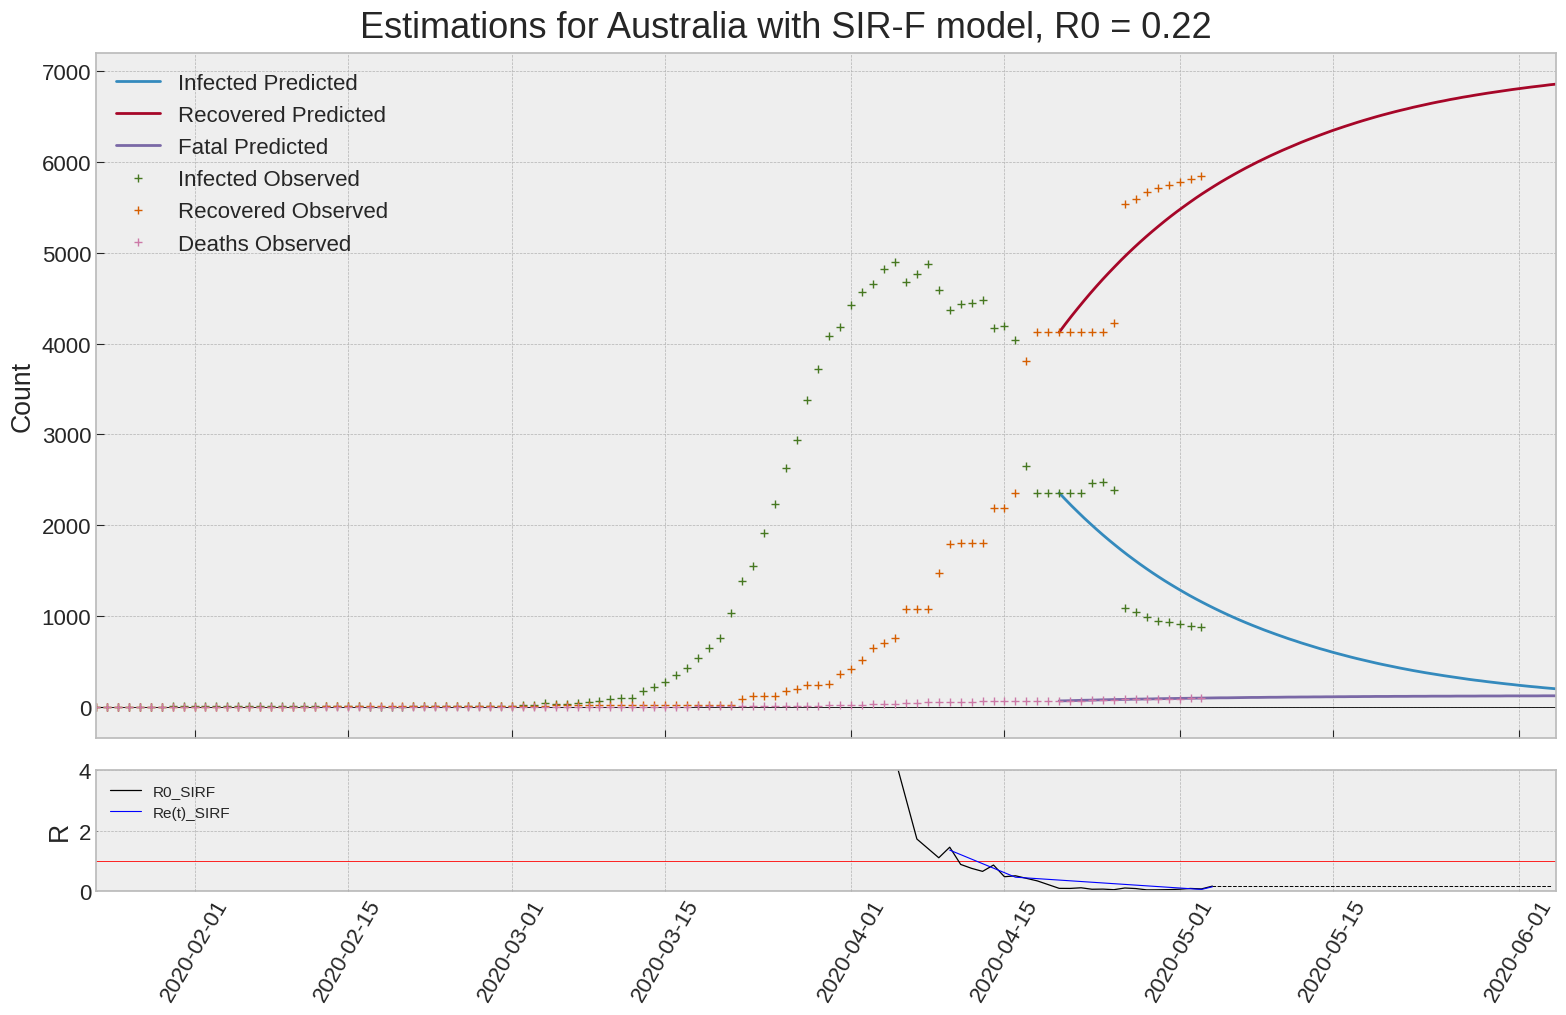 Estimations for Australia with SIR-F model, R0 = 0.22
Infected Predicted
Recovered Predicted
Fatal Predicted
Infected Observed
Recovered Observed
Deaths Observed
7000
6000
5000
4000
3000
2000
1000
0
Count
R0_SIRF
Re(t)_SIRF
4
2
0
R
2020-02-01
2020-02-15
2020-03-01
2020-03-15
2020-04-01
2020-04-15
2020-05-01
2020-05-15
2020-06-01